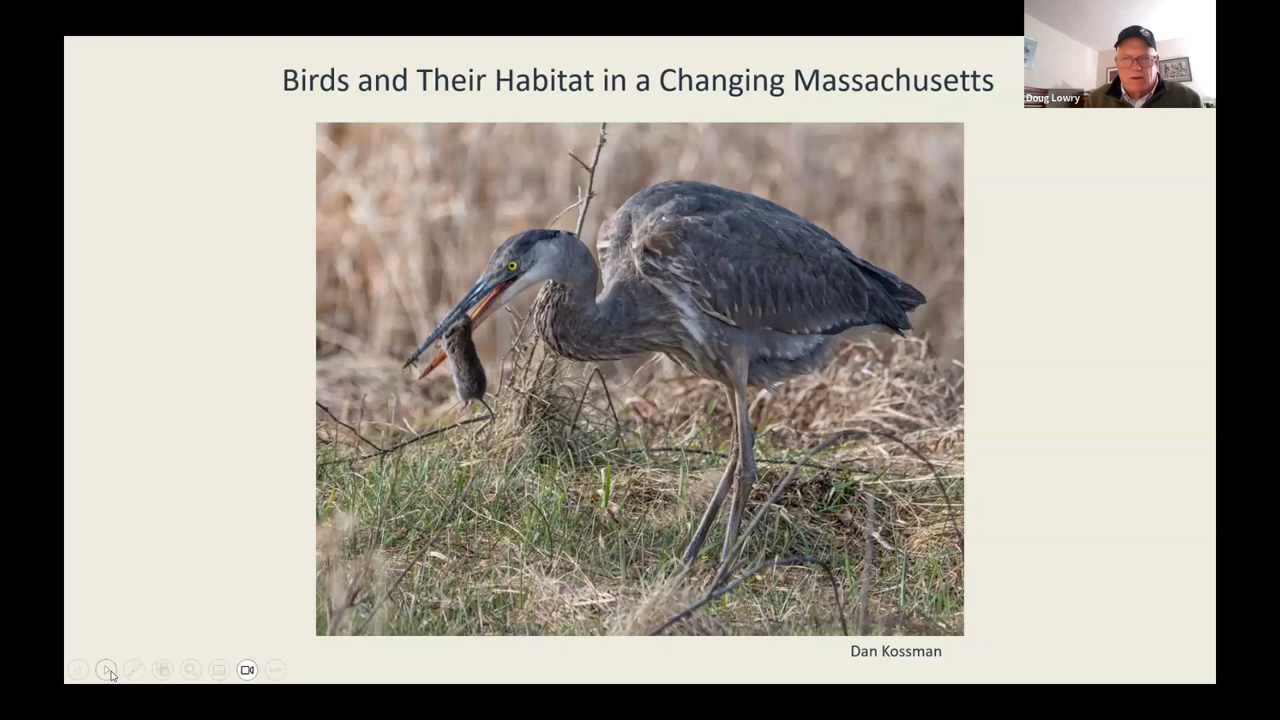 Birds and Their Habitat in a Changing Massachusetts
Doug Lowry
Dan Kossman